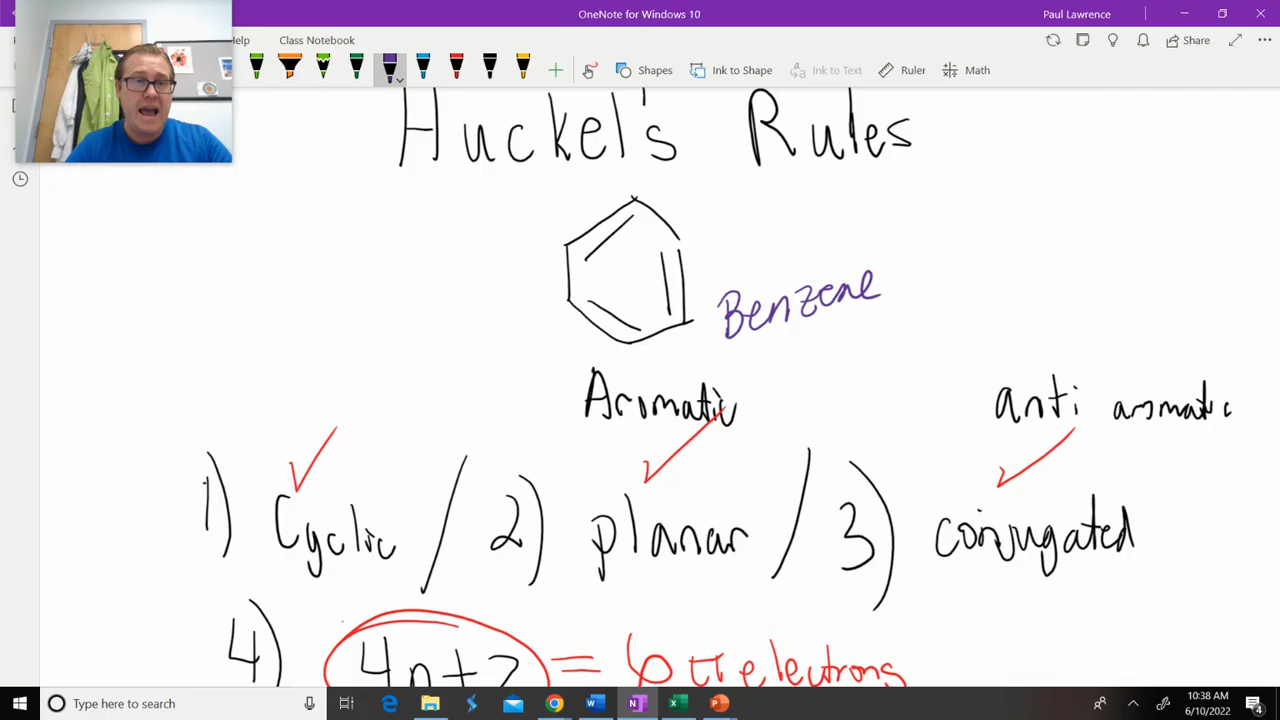 OneNote for Windows 10
Paul Lawrence
Help
Class Notebook
Share
Shapes
Ink to Shape
Ink to Text
Ruler
Math
Huckel's Rules
Benzene
Aromatic
anti aromatic
1) Cyclic / 2) planar / 3) conjugated
4) 4n+2 = 6 π electrons
Type here to search
10:38 AM
6/10/2022
4